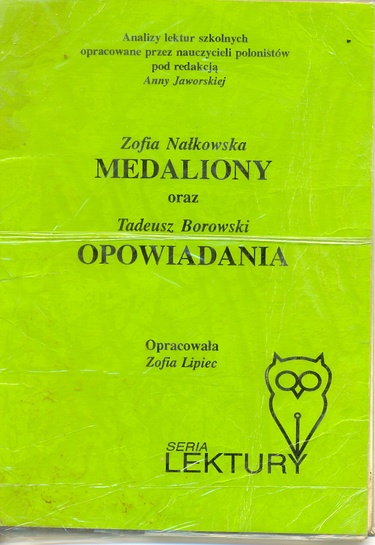 Analizy lektur szkolnych
opracowane przez nauczycieli polonistów
pod redakcją
Anny Jaworskiej
Zofia Nałkowska
MEDALIONY
oraz
Tadeusz Borowski
OPOWIADANIA
Opracowała
Zofia Lipiec
SERIA
LEKTURY